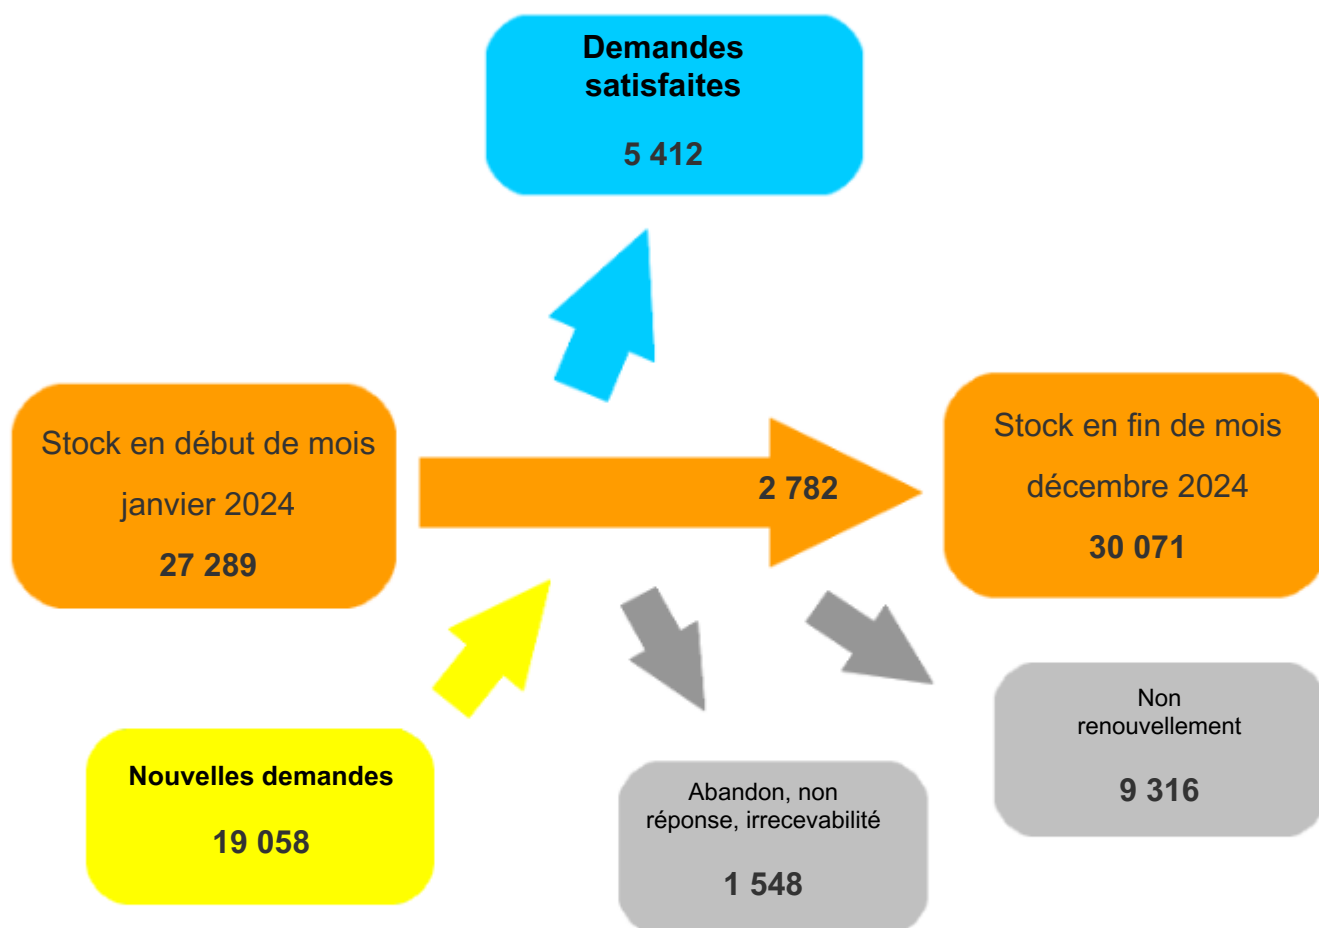 Demandes
satisfaites
5 412
Stock en début de mois
janvier 2024
27 289
2 782
Stock en fin de mois
décembre 2024
30 071
Nouvelles demandes
19 058
Abandon, non
réponse, irrecevabilité
1 548
Non
renouvellement
9 316